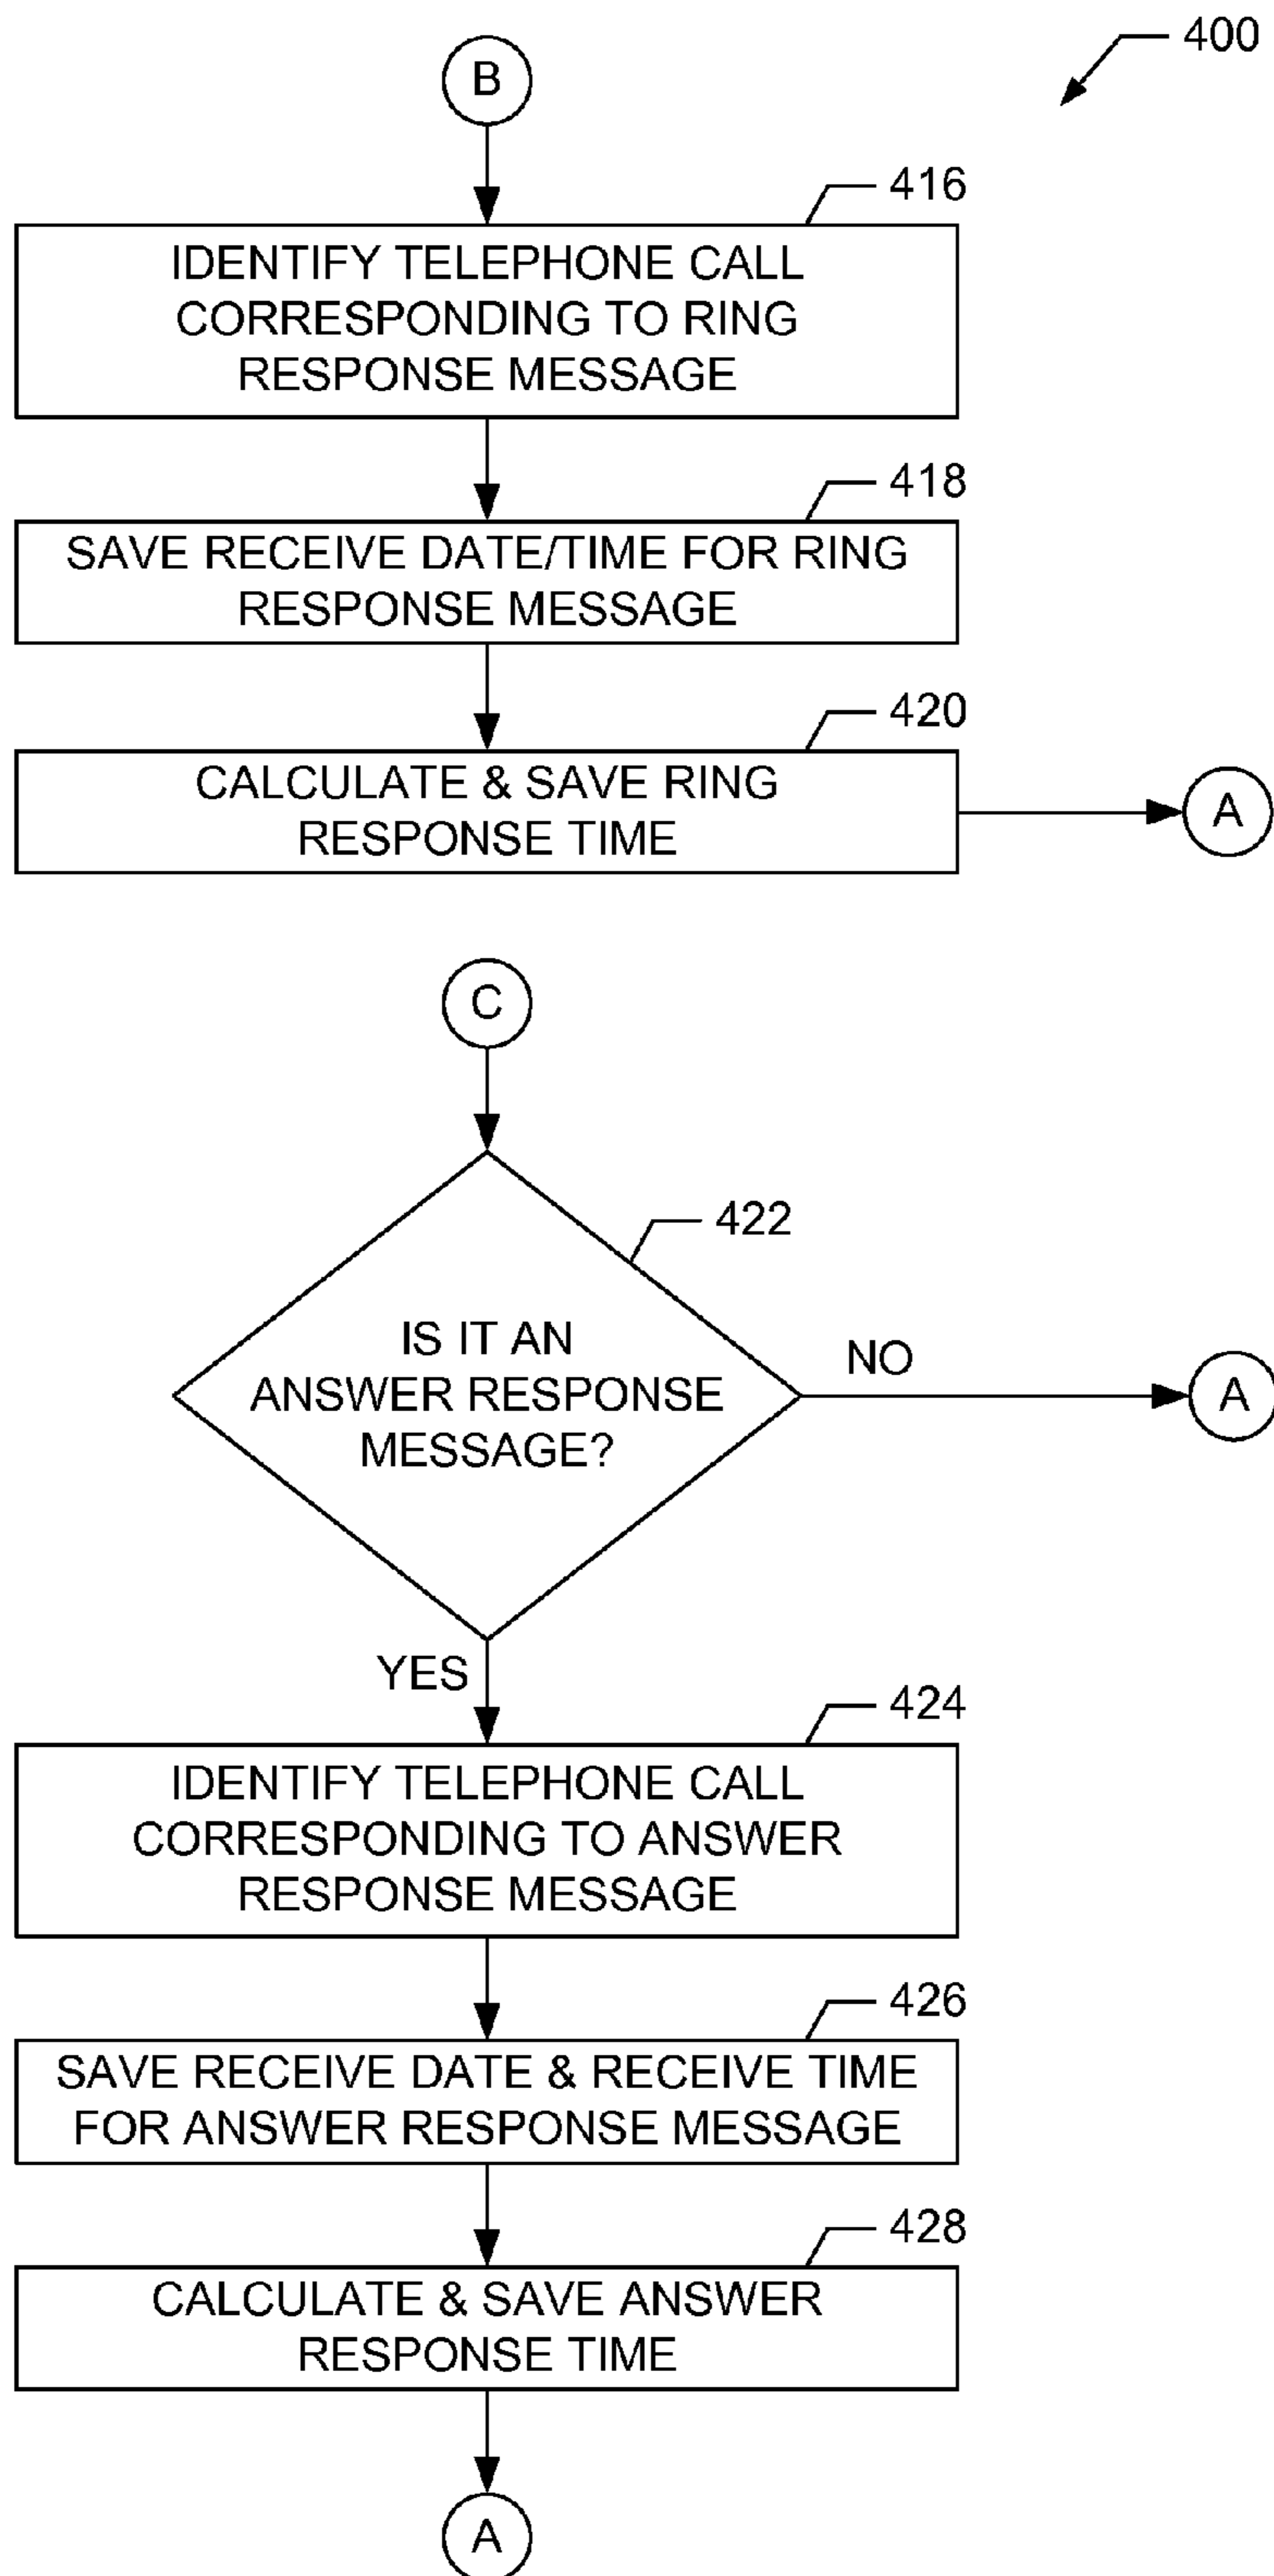 400
B
416
IDENTIFY TELEPHONE CALL
CORRESPONDING TO RING
RESPONSE MESSAGE
418
SAVE RECEIVE DATE/TIME FOR RING
RESPONSE MESSAGE
420
CALCULATE & SAVE RING
RESPONSE TIME
A
C
422
IS IT AN
ANSWER RESPONSE
MESSAGE?
NO
A
YES
424
IDENTIFY TELEPHONE CALL
CORRESPONDING TO ANSWER
RESPONSE MESSAGE
426
SAVE RECEIVE DATE & RECEIVE TIME
FOR ANSWER RESPONSE MESSAGE
428
CALCULATE & SAVE ANSWER
RESPONSE TIME
A